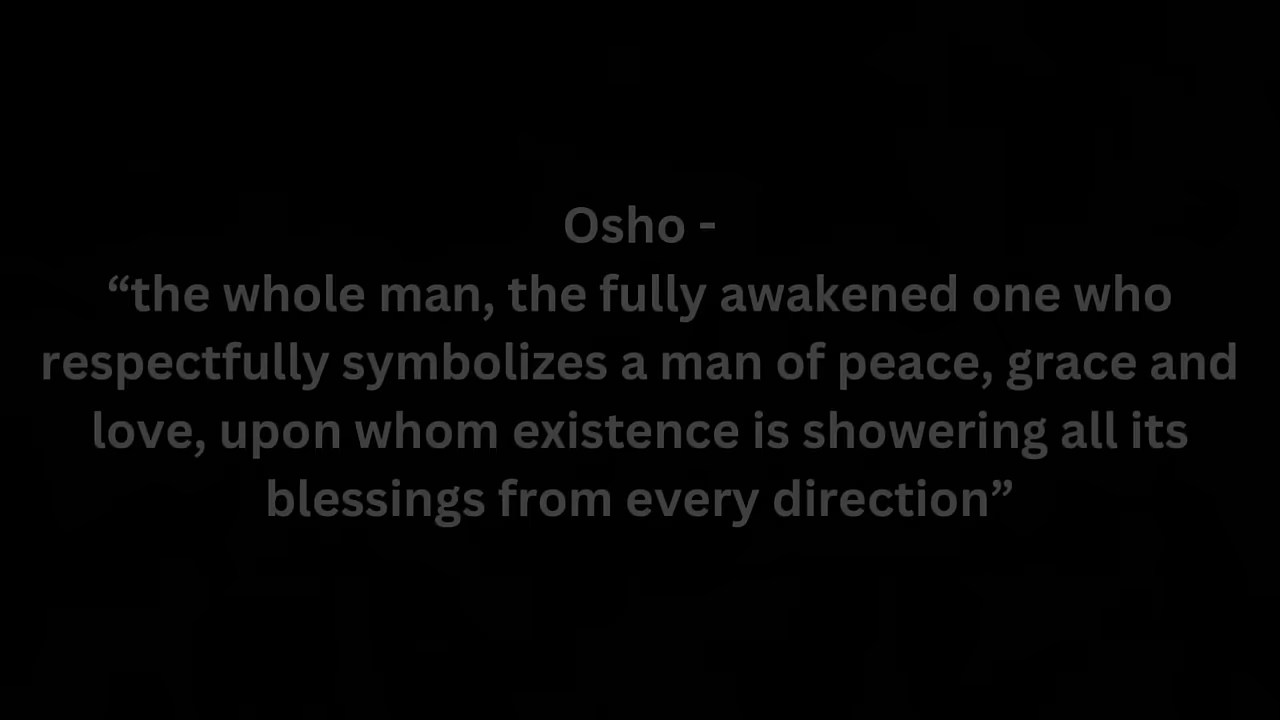 Osho -
“the whole man, the fully awakened one who
respectfully symbolizes a man of peace, grace and
love, upon whom existence is showering all its
blessings from every direction”